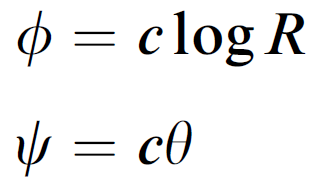 ϕ = c log R
ψ = cθ